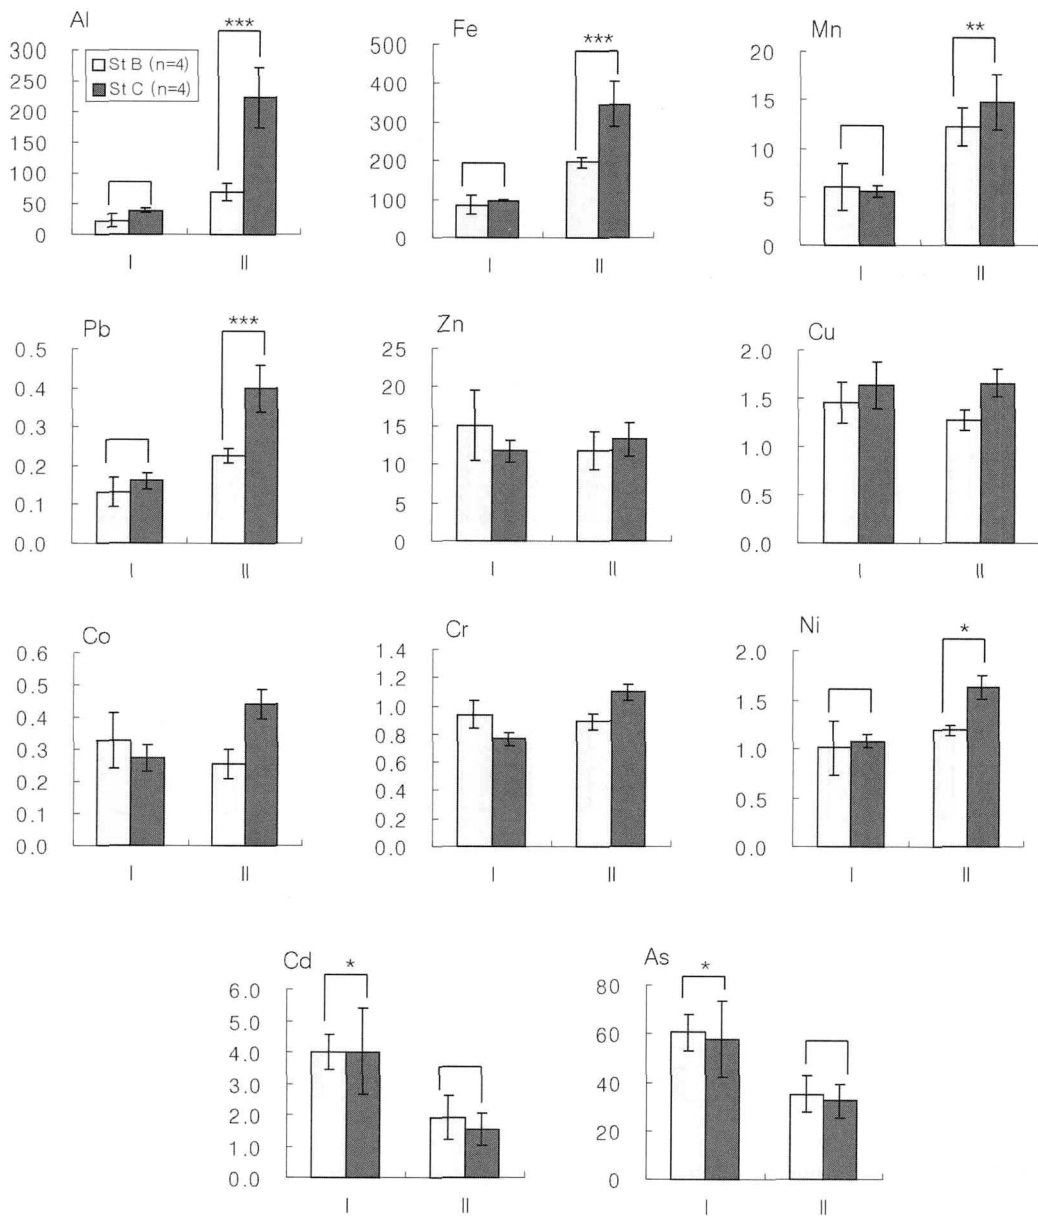 Al
***
300
250
200
150
100
50
0
St B (n=4)
St C (n=4)
I
II
Fe
***
500
400
300
200
100
0
I
II
Mn
**
20
15
10
5
0
I
II
Pb
***
0.5
0.4
0.3
0.2
0.1
0.0
I
II
Zn
25
20
15
10
5
0
I
II
Cu
2.0
1.5
1.0
0.5
0.0
I
II
Co
0.6
0.5
0.4
0.3
0.2
0.1
0.0
I
II
Cr
1.4
1.2
1.0
0.8
0.6
0.4
0.2
0.0
I
II
Ni
*
2.0
1.5
1.0
0.5
0.0
I
II
Cd
*
6.0
5.0
4.0
3.0
2.0
1.0
0.0
I
II
As
*
80
60
40
20
0
I
II